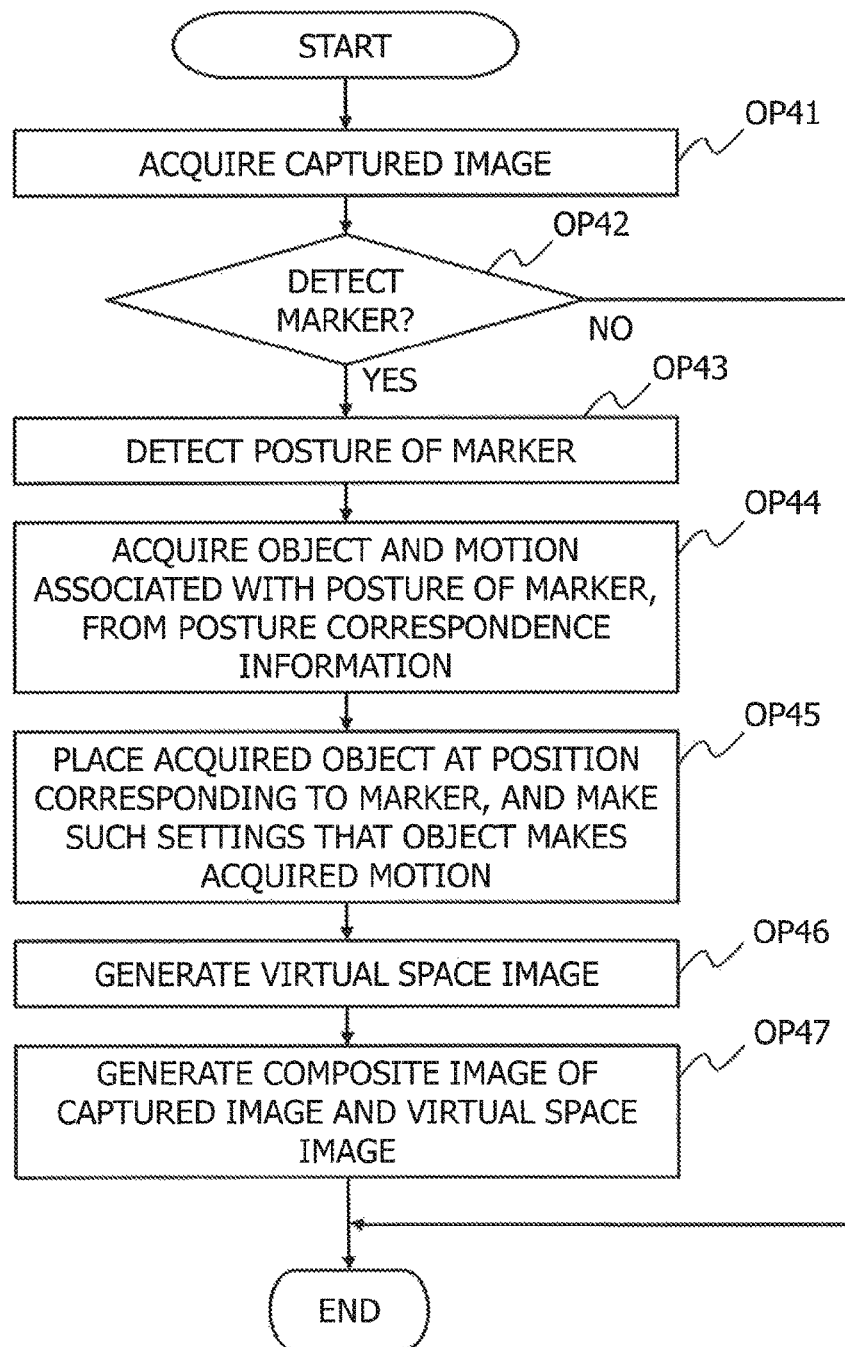 START
OP41
ACQUIRE CAPTURED IMAGE
OP42
DETECT
MARKER?
NO
YES
OP43
DETECT POSTURE OF MARKER
OP44
ACQUIRE OBJECT AND MOTION
ASSOCIATED WITH POSTURE OF MARKER,
FROM POSTURE CORRESPONDENCE
INFORMATION
OP45
PLACE ACQUIRED OBJECT AT POSITION
CORRESPONDING TO MARKER, AND MAKE
SUCH SETTINGS THAT OBJECT MAKES
ACQUIRED MOTION
OP46
GENERATE VIRTUAL SPACE IMAGE
OP47
GENERATE COMPOSITE IMAGE OF
CAPTURED IMAGE AND VIRTUAL SPACE
IMAGE
END